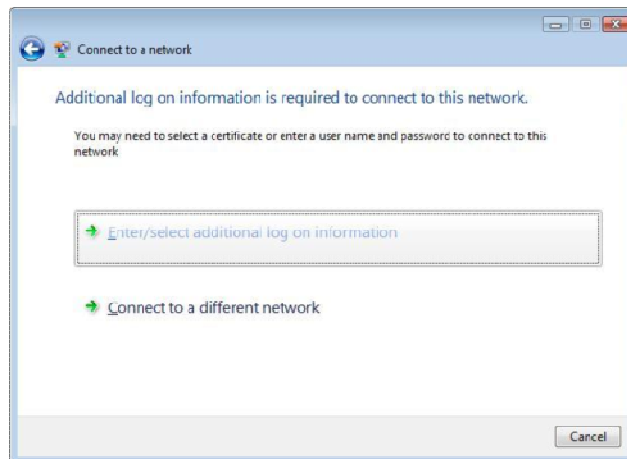 Connect to a network
Additional log on information is required to connect to this network.
You may need to select a certificate or enter a user name and password to connect to this
network
Enter/select additional log on information
Connect to a different network
Cancel